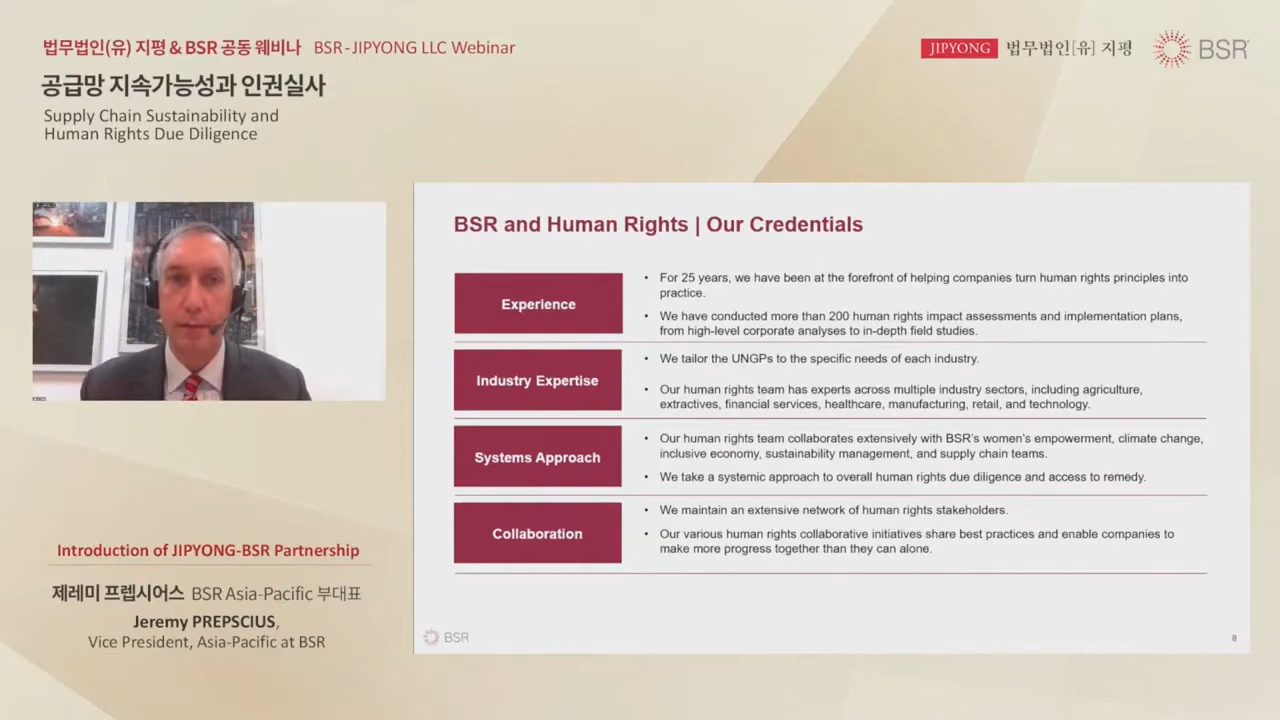 법무법인(유) 지평 & BSR 공동 웨비나 BSR-JIPYONG LLC Webinar
공급망 지속가능성과 인권실사
Supply Chain Sustainability and
Human Rights Due Diligence
JIPYONG 법무법인[유] 지평 BSR
BSR and Human Rights | Our Credentials
Experience
• For 25 years, we have been at the forefront of helping companies turn human rights principles into
practice.
• We have conducted more than 200 human rights impact assessments and implementation plans,
from high-level corporate analyses to in-depth field studies.
Industry Expertise
• We tailor the UNGPs to the specific needs of each industry.
• Our human rights team has experts across multiple industry sectors, including agriculture,
extractives, financial services, healthcare, manufacturing, retail, and technology.
Systems Approach
• Our human rights team collaborates extensively with BSR's women's empowerment, climate change,
inclusive economy, sustainability management, and supply chain teams.
• We take a systemic approach to overall human rights due diligence and access to remedy.
Collaboration
• We maintain an extensive network of human rights stakeholders.
• Our various human rights collaborative initiatives share best practices and enable companies to
make more progress together than they can alone.
BSR
8
Introduction of JIPYONG-BSR Partnership
제레미 프렙시어스 BSR Asia-Pacific 부대표
Jeremy PREPSCIUS,
Vice President, Asia-Pacific at BSR